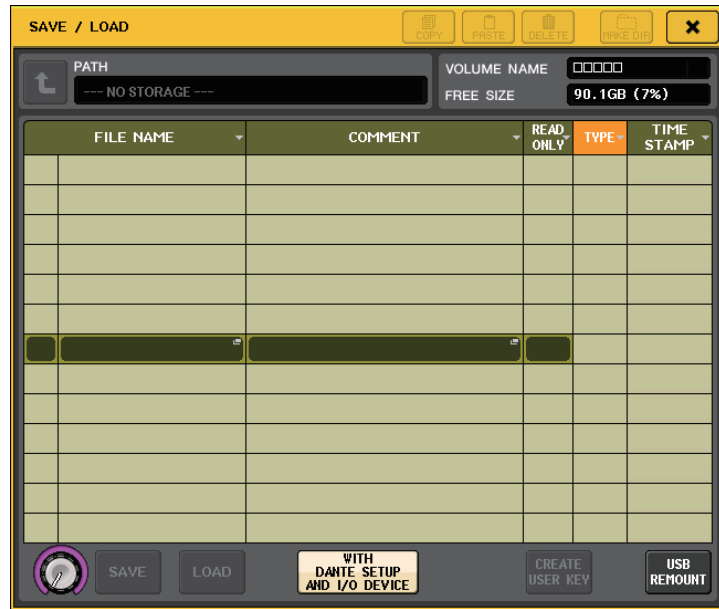 SAVE / LOAD
COPY
PASTE
DELETE
MAKE DIR
PATH
--- NO STORAGE ---
VOLUME NAME
□□□□□
FREE SIZE
90.1GB (7%)
FILE NAME
COMMENT
READ
ONLY
TYPE
TIME
STAMP
SAVE
LOAD
WITH
DANTE SETUP
AND I/O DEVICE
CREATE
USER KEY
USB
REMOUNT